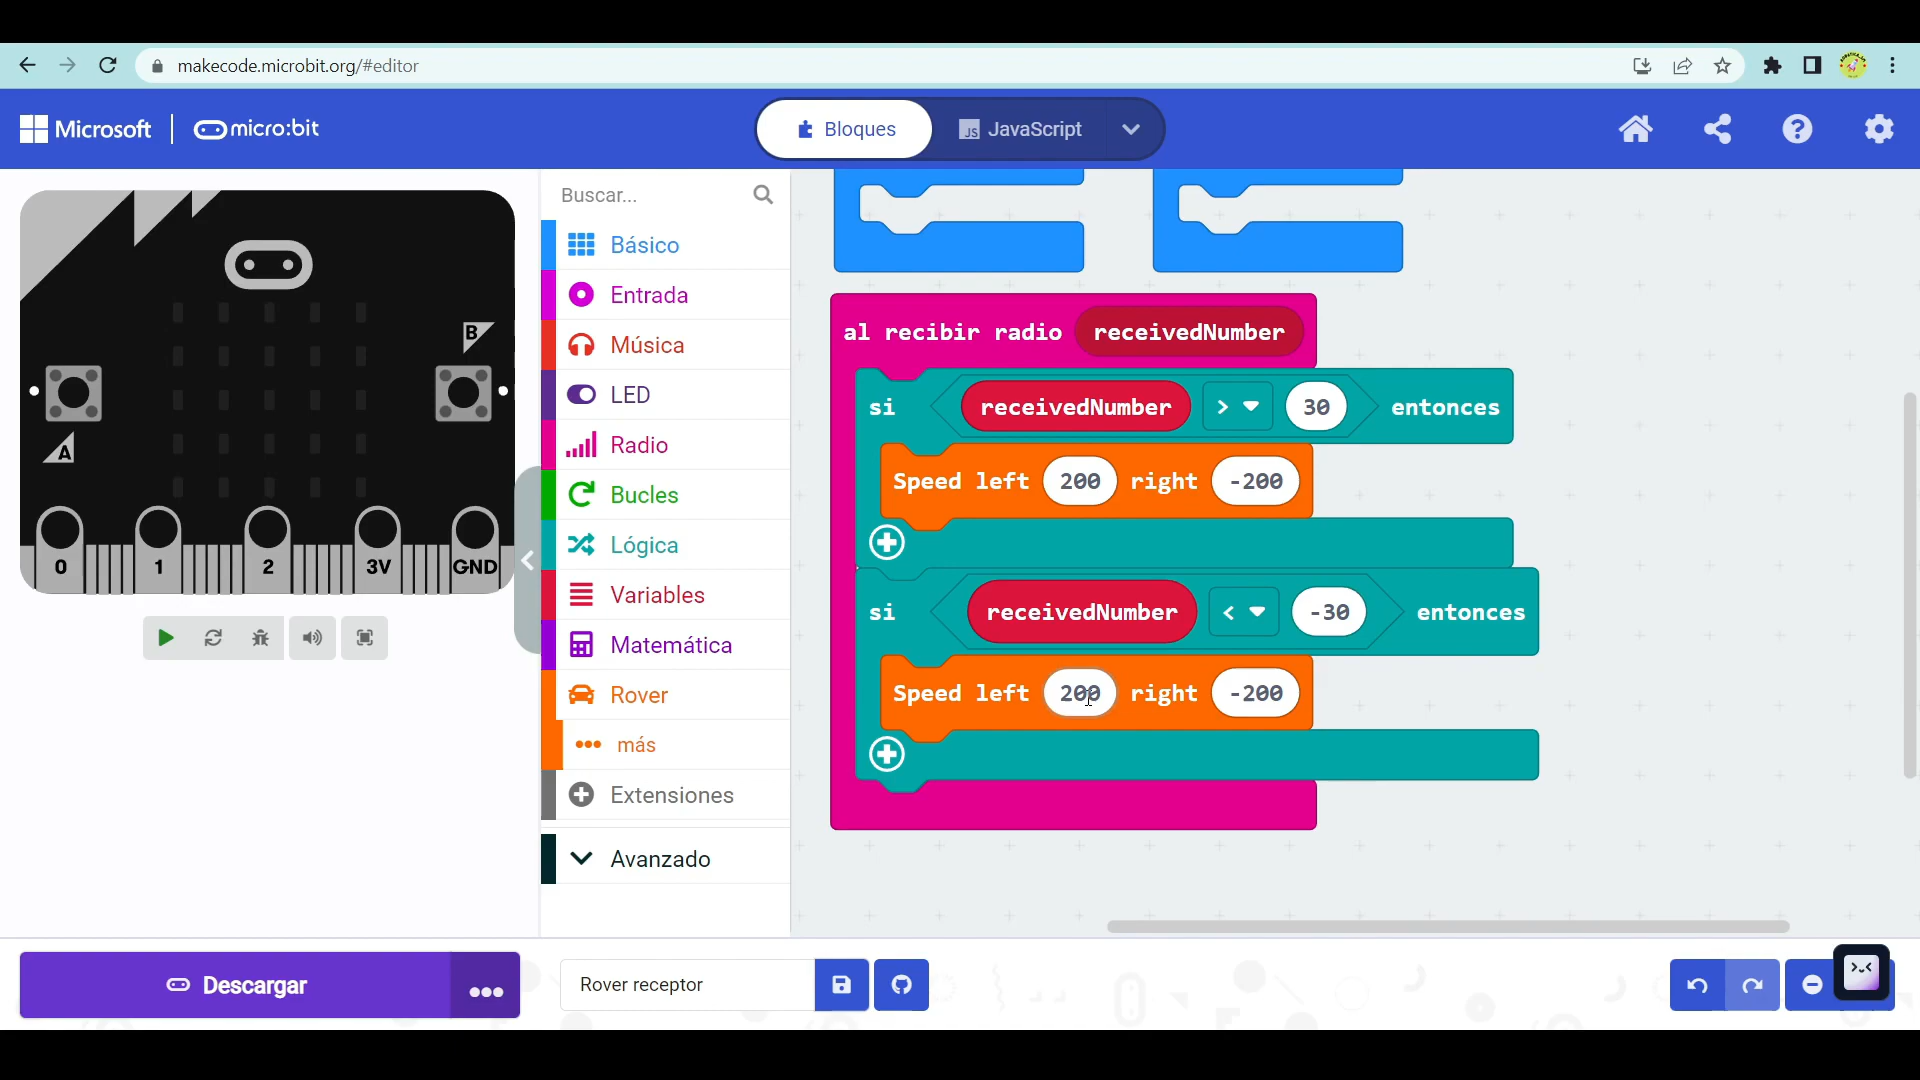 makecode.microbit.org/#editor
Microsoft
micro:bit
Bloques
JS JavaScript
?
B
A
0 1 2 3V GND
Buscar...
Básico
Entrada
Música
LED
Radio
Bucles
Lógica
Variables
Matemática
Rover
más
Extensiones
Avanzado
al recibir radio receivedNumber
si receivedNumber > 30 entonces
Speed left 200 right -200
si receivedNumber < -30 entonces
Speed left 200 right -200
Descargar
Rover receptor